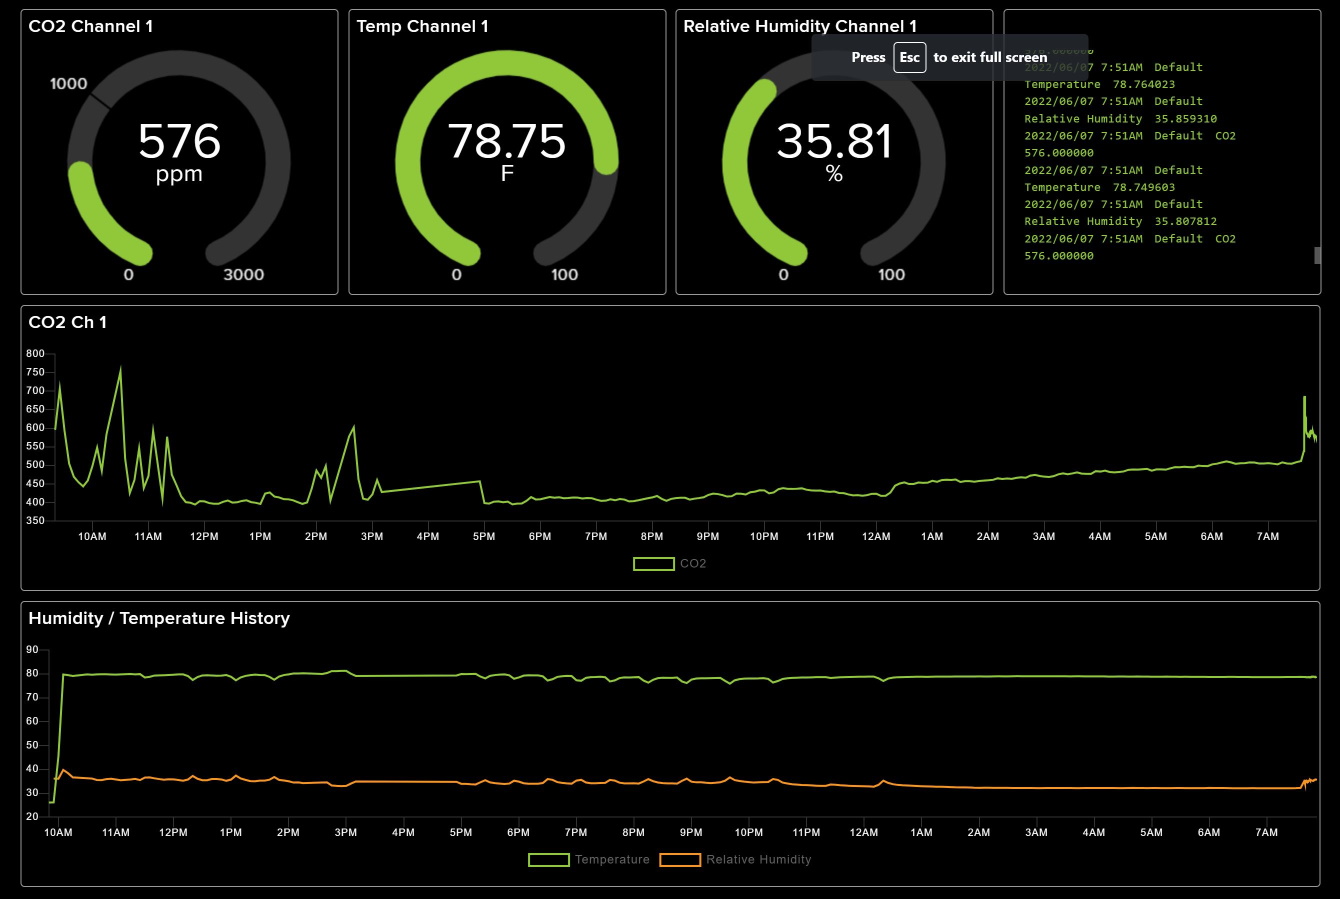 CO2 Channel 1
1000
576
ppm
0
3000
Temp Channel 1
78.75
F
0
100
Relative Humidity Channel 1
35.81
%
0
100
Press Esc to exit full screen
576.000000
2022/06/07 7:51AM Default
Temperature 78.764023
2022/06/07 7:51AM Default
Relative Humidity 35.859310
2022/06/07 7:51AM Default CO2
576.000000
2022/06/07 7:51AM Default
Temperature 78.749603
2022/06/07 7:51AM Default
Relative Humidity 35.807812
2022/06/07 7:51AM Default CO2
576.000000
CO2 Ch 1
800
750
700
650
600
550
500
450
400
350
10AM 11AM 12PM 1PM 2PM 3PM 4PM 5PM 6PM 7PM 8PM 9PM 10PM 11PM 12AM 1AM 2AM 3AM 4AM 5AM 6AM 7AM
CO2
Humidity / Temperature History
90
80
70
60
50
40
30
20
10AM 11AM 12PM 1PM 2PM 3PM 4PM 5PM 6PM 7PM 8PM 9PM 10PM 11PM 12AM 1AM 2AM 3AM 4AM 5AM 6AM 7AM
Temperature Relative Humidity